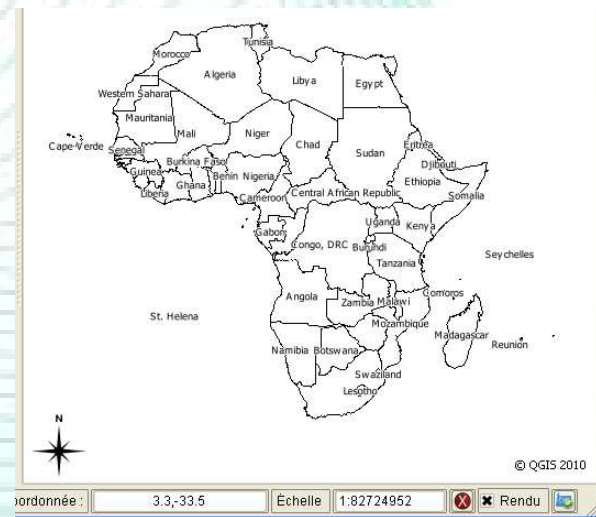 Tunisia
Morocco
Algeria
Libya
Egypt
Western Sahara
Mauritania
Mali
Niger
Chad
Sudan
Eritrea
Cape Verde
Senegal
Burkina Faso
Djibouti
Guinea
Ghana
Benin
Nigeria
Ethiopia
Liberia
Cameroon
Central African Republic
Somalia
Uganda
Kenya
Gabon
Congo, DRC
Burundi
Tanzania
Seychelles
Angola
Comoros
Zambia
Malawi
St. Helena
Mozambique
Madagascar
Reunion
Namibia
Botswana
Swaziland
Lesotho
N
© QGIS 2010
oordonnée :
3.3,-33.5
Échelle
1:82724952
Rendu